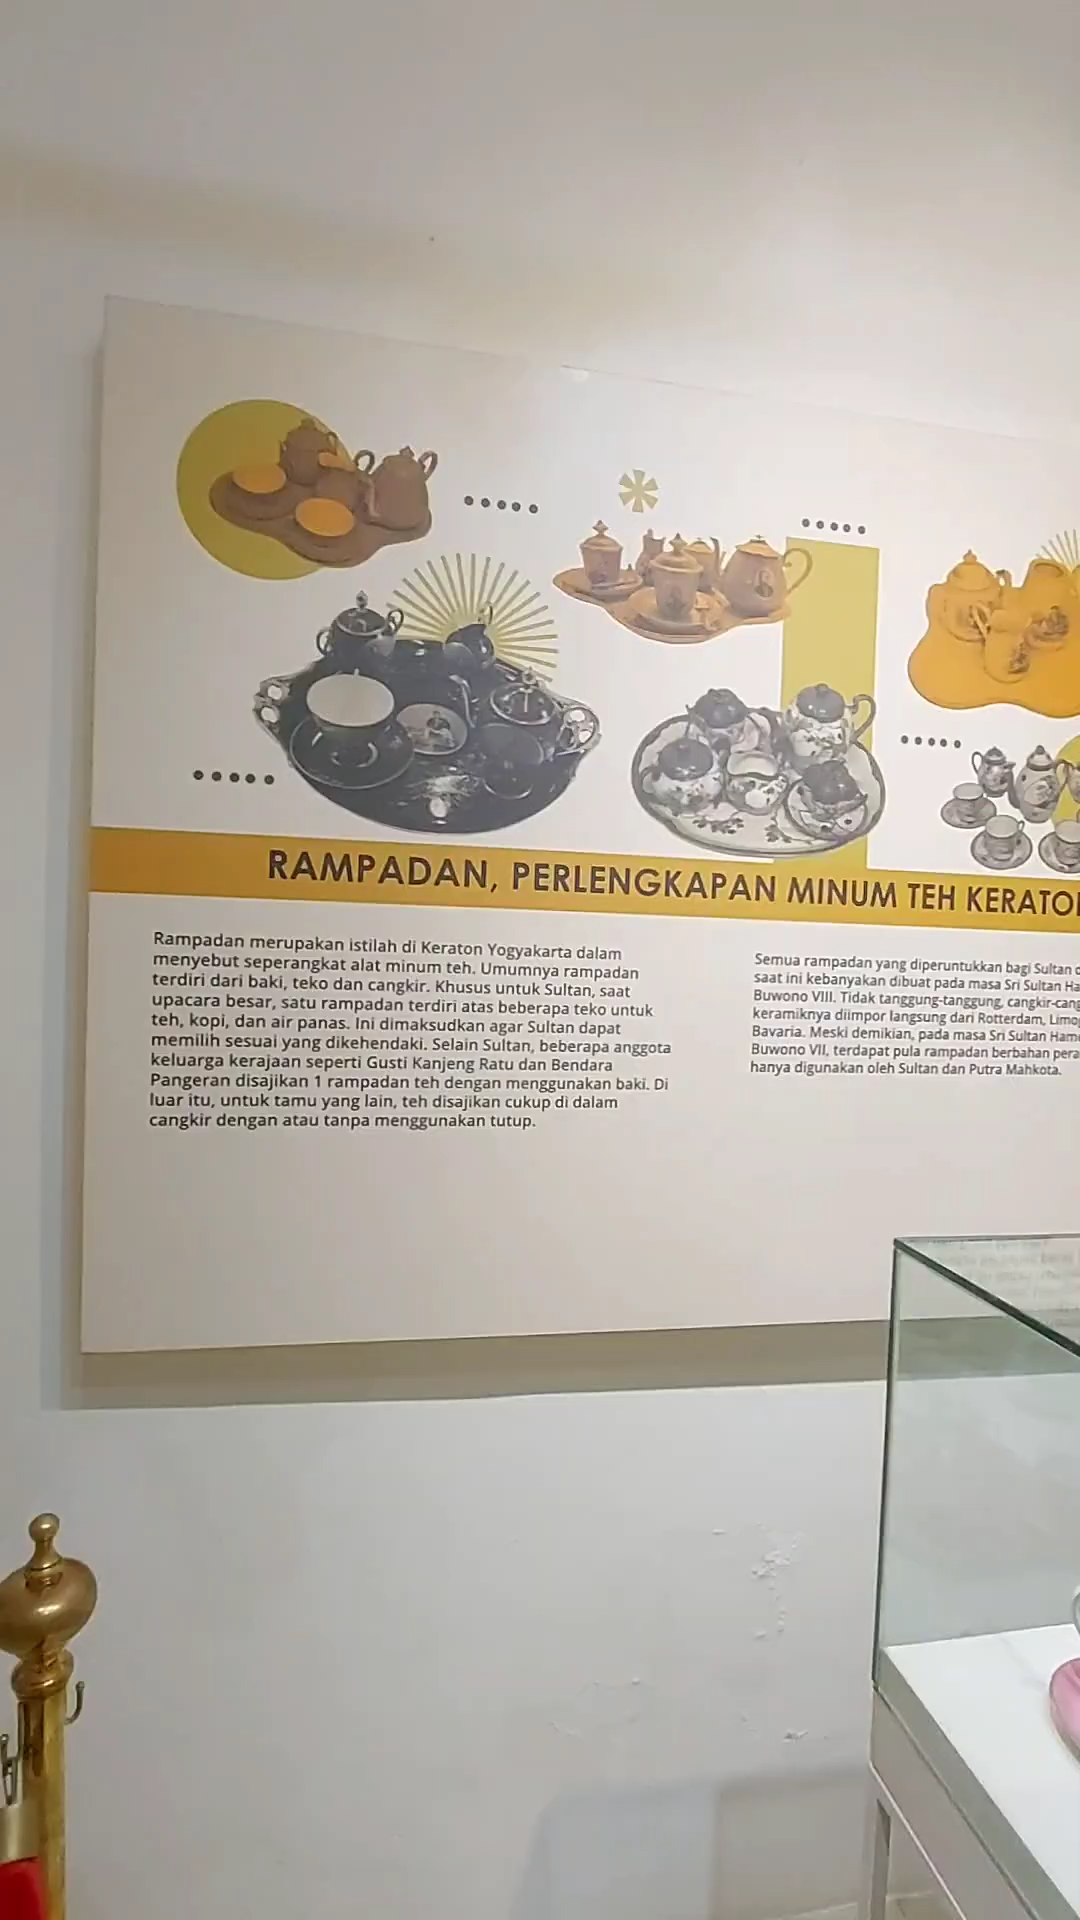 RAMPADAN, PERLENGKAPAN MINUM TEH
Rampadan merupakan istilah di Keraton Yogyakarta dalam
menyebut seperangkat alat minum teh. Umumnya rampadan
terdiri dari baki, teko dan cangkir. Khusus untuk Sultan, saat
upacara besar, satu rampadan terdiri atas beberapa teko untuk
teh, kopi, dan air panas. Ini dimaksudkan agar Sultan dapat
memilih sesuai yang dikehendaki. Selain Sultan, beberapa anggota
keluarga kerajaan seperti Gusti Kanjeng Ratu dan Bendara
Pangeran disajikan 1 rampadan teh dengan menggunakan baki. Di
luar itu, untuk tamu yang lain, teh disajikan cukup di dalam
cangkir dengan atau tanpa menggunakan tutup.
Semua rampadan yang diperuntukkan bagi Sultan
saat ini kebanyakan dibuat pada masa Sri Sultan
Buwono VIII. Tidak tanggung-tanggung,
keramiknya diimpor langsung dari Rotterdam,
Bavaria. Meski demikian, pada masa Sri Sultan
Buwono VII, terdapat pula rampadan berbahan
hanya digunakan oleh Sultan dan Putra Mahkota.